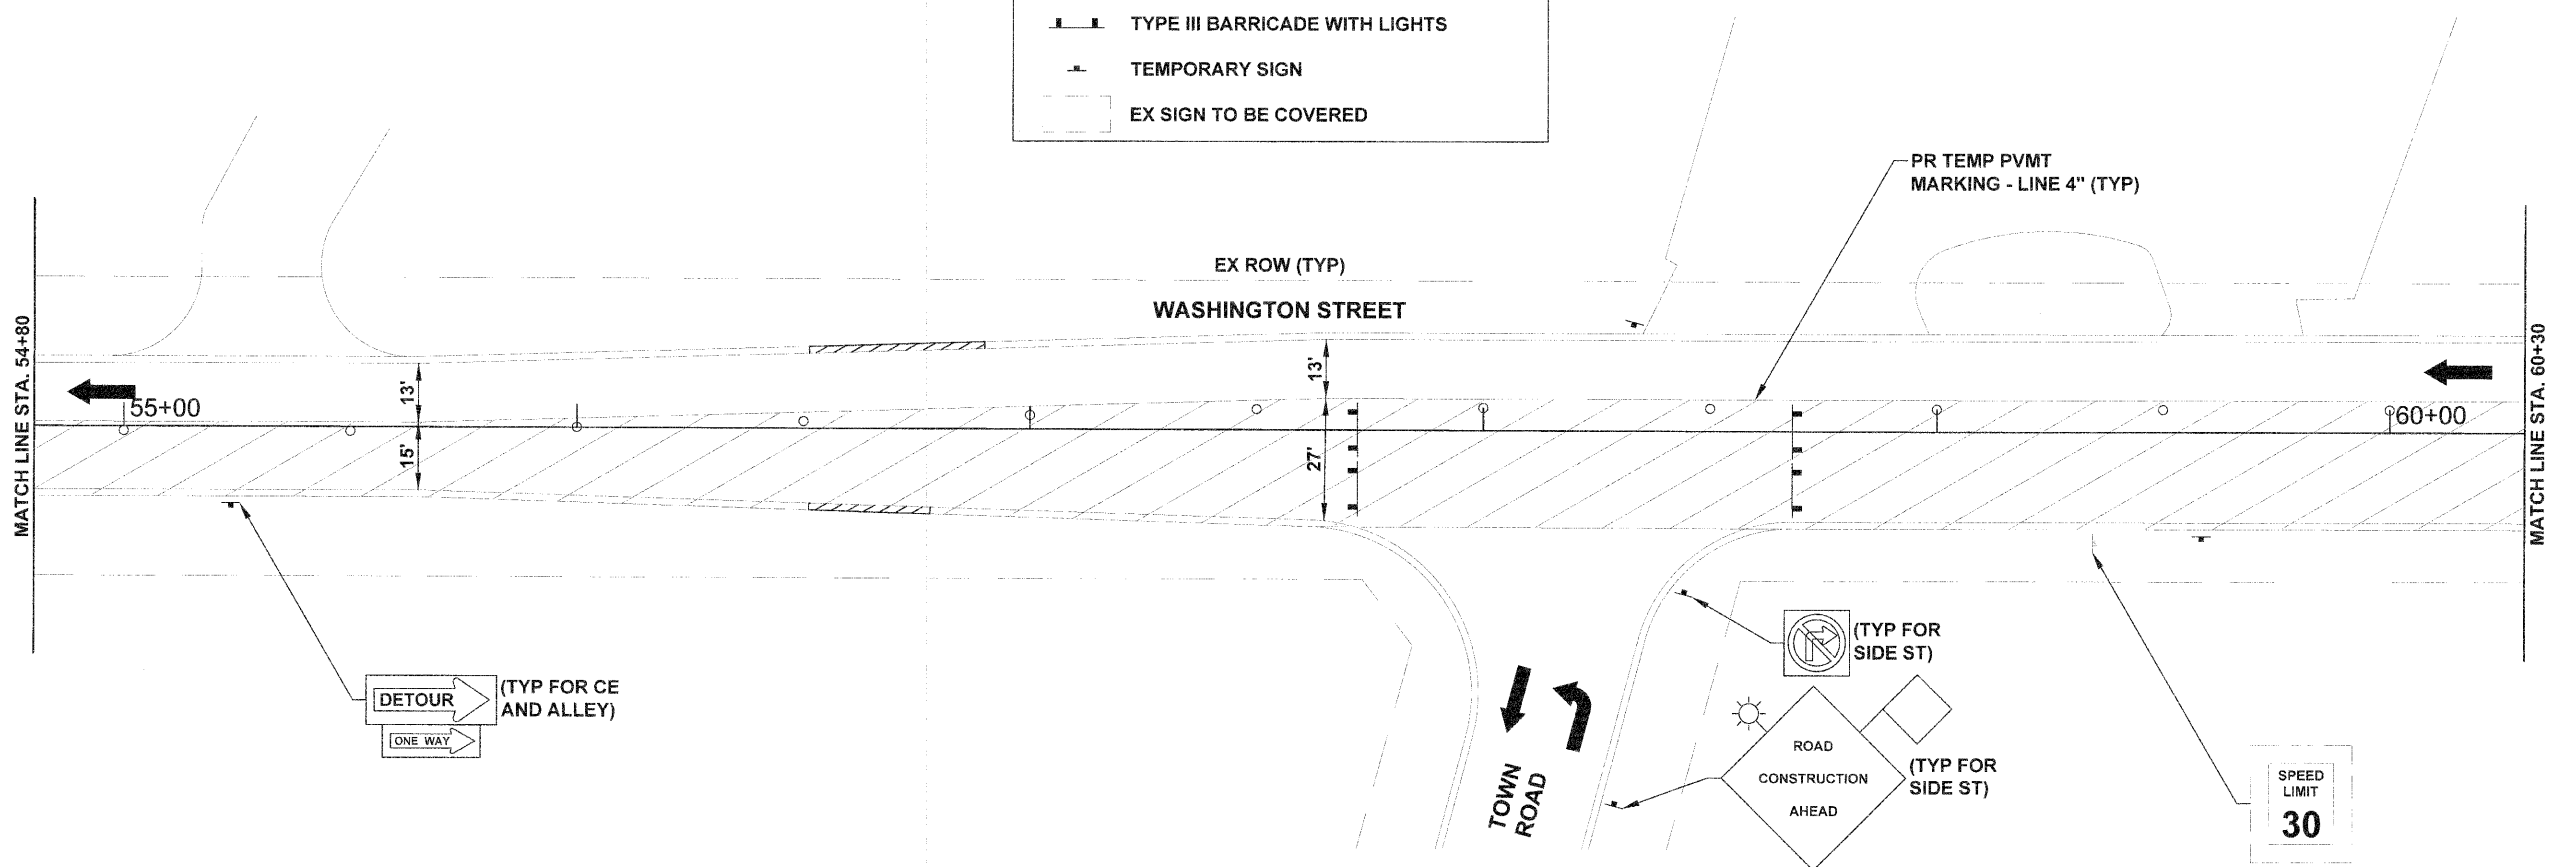 TYPE III BARRICADE WITH LIGHTS
TEMPORARY SIGN
EX SIGN TO BE COVERED
PR TEMP PVMT
MARKING - LINE 4" (TYP)
EX ROW (TYP)
WASHINGTON STREET
MATCH LINE STA. 54+80
MATCH LINE STA. 60+30
13'
13'
55+00
60+00
15'
27'
(TYP FOR
SIDE ST)
DETOUR
(TYP FOR CE
AND ALLEY)
ONE WAY
ROAD
CONSTRUCTION
AHEAD
(TYP FOR
SIDE ST)
TOWN
ROAD
SPEED
LIMIT
30